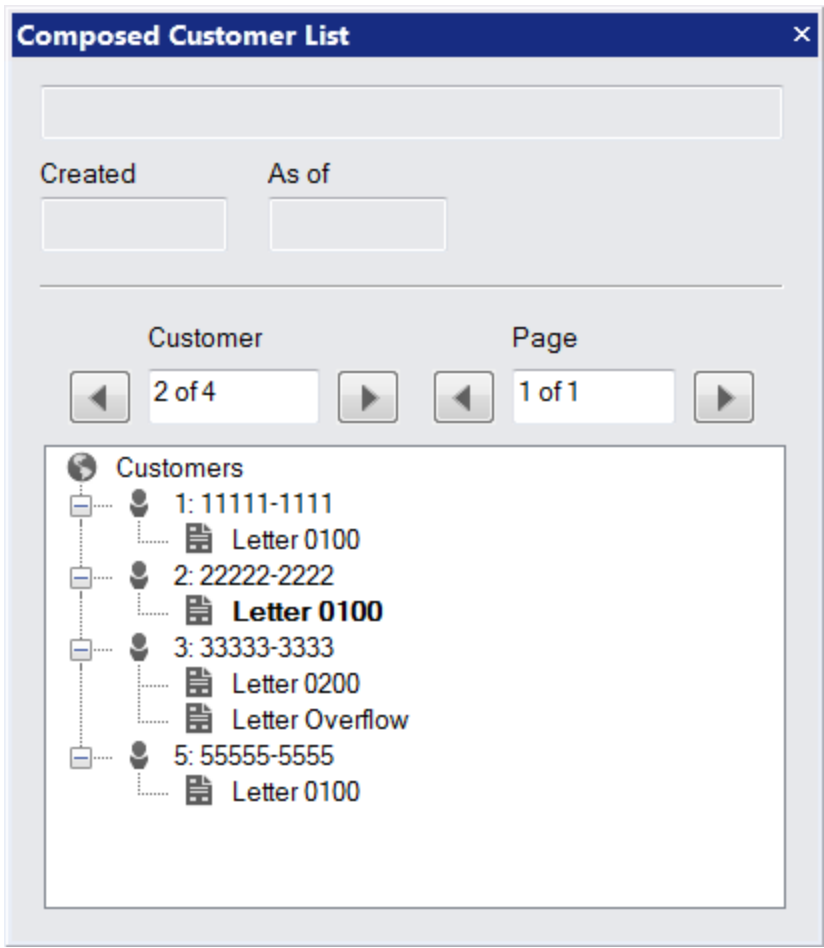 Composed Customer List
Created As of
Customer Page
2 of 4 1 of 1
Customers
1: 11111-1111
Letter 0100
2: 22222-2222
Letter 0100
3: 33333-3333
Letter 0200
Letter Overflow
5: 55555-5555
Letter 0100